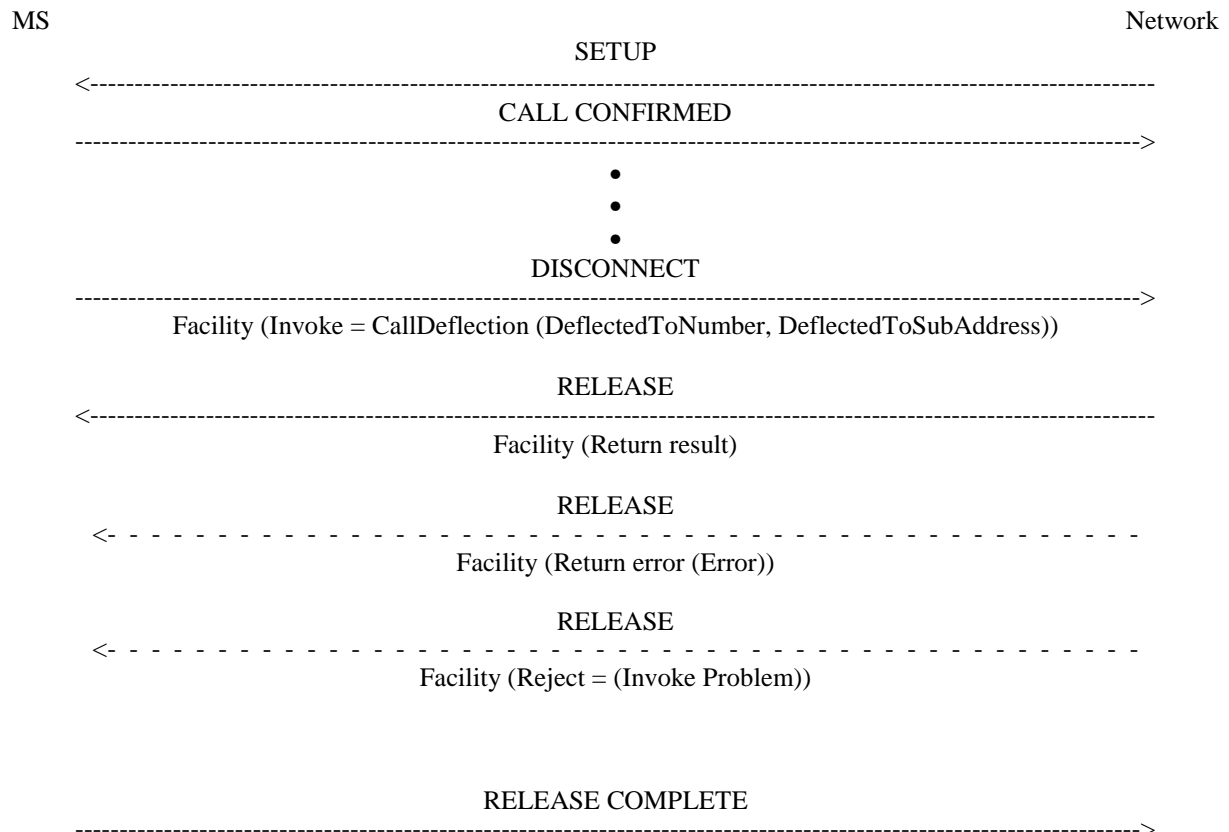 MS Network
SETUP
CALL CONFIRMED
•
•
•
DISCONNECT
Facility (Invoke = CallDeflection (DeflectedToNumber, DeflectedToSubAddress))
RELEASE
Facility (Return result)
RELEASE
Facility (Return error (Error))
RELEASE
Facility (Reject = (Invoke Problem))
RELEASE COMPLETE